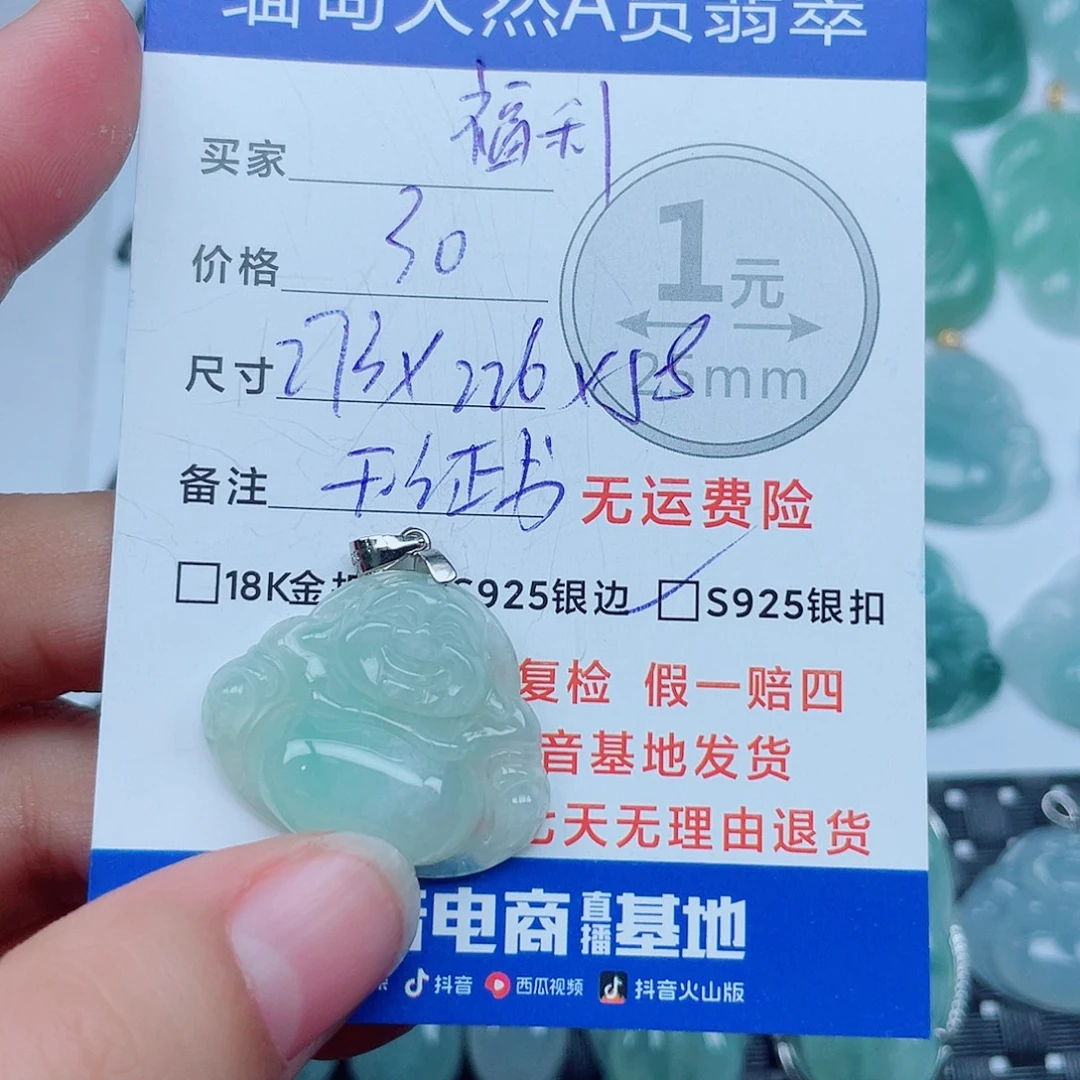 缅甸天然A货翡翠
买家 福利
价格 30
1元
25mm
尺寸 273X226X58
备注 证书
无运费险
18K金 S925银边 S925银扣
复检 假一赔四
音基地发货
七天无理由退货
电商直播基地
抖音 西瓜视频 抖音火山版